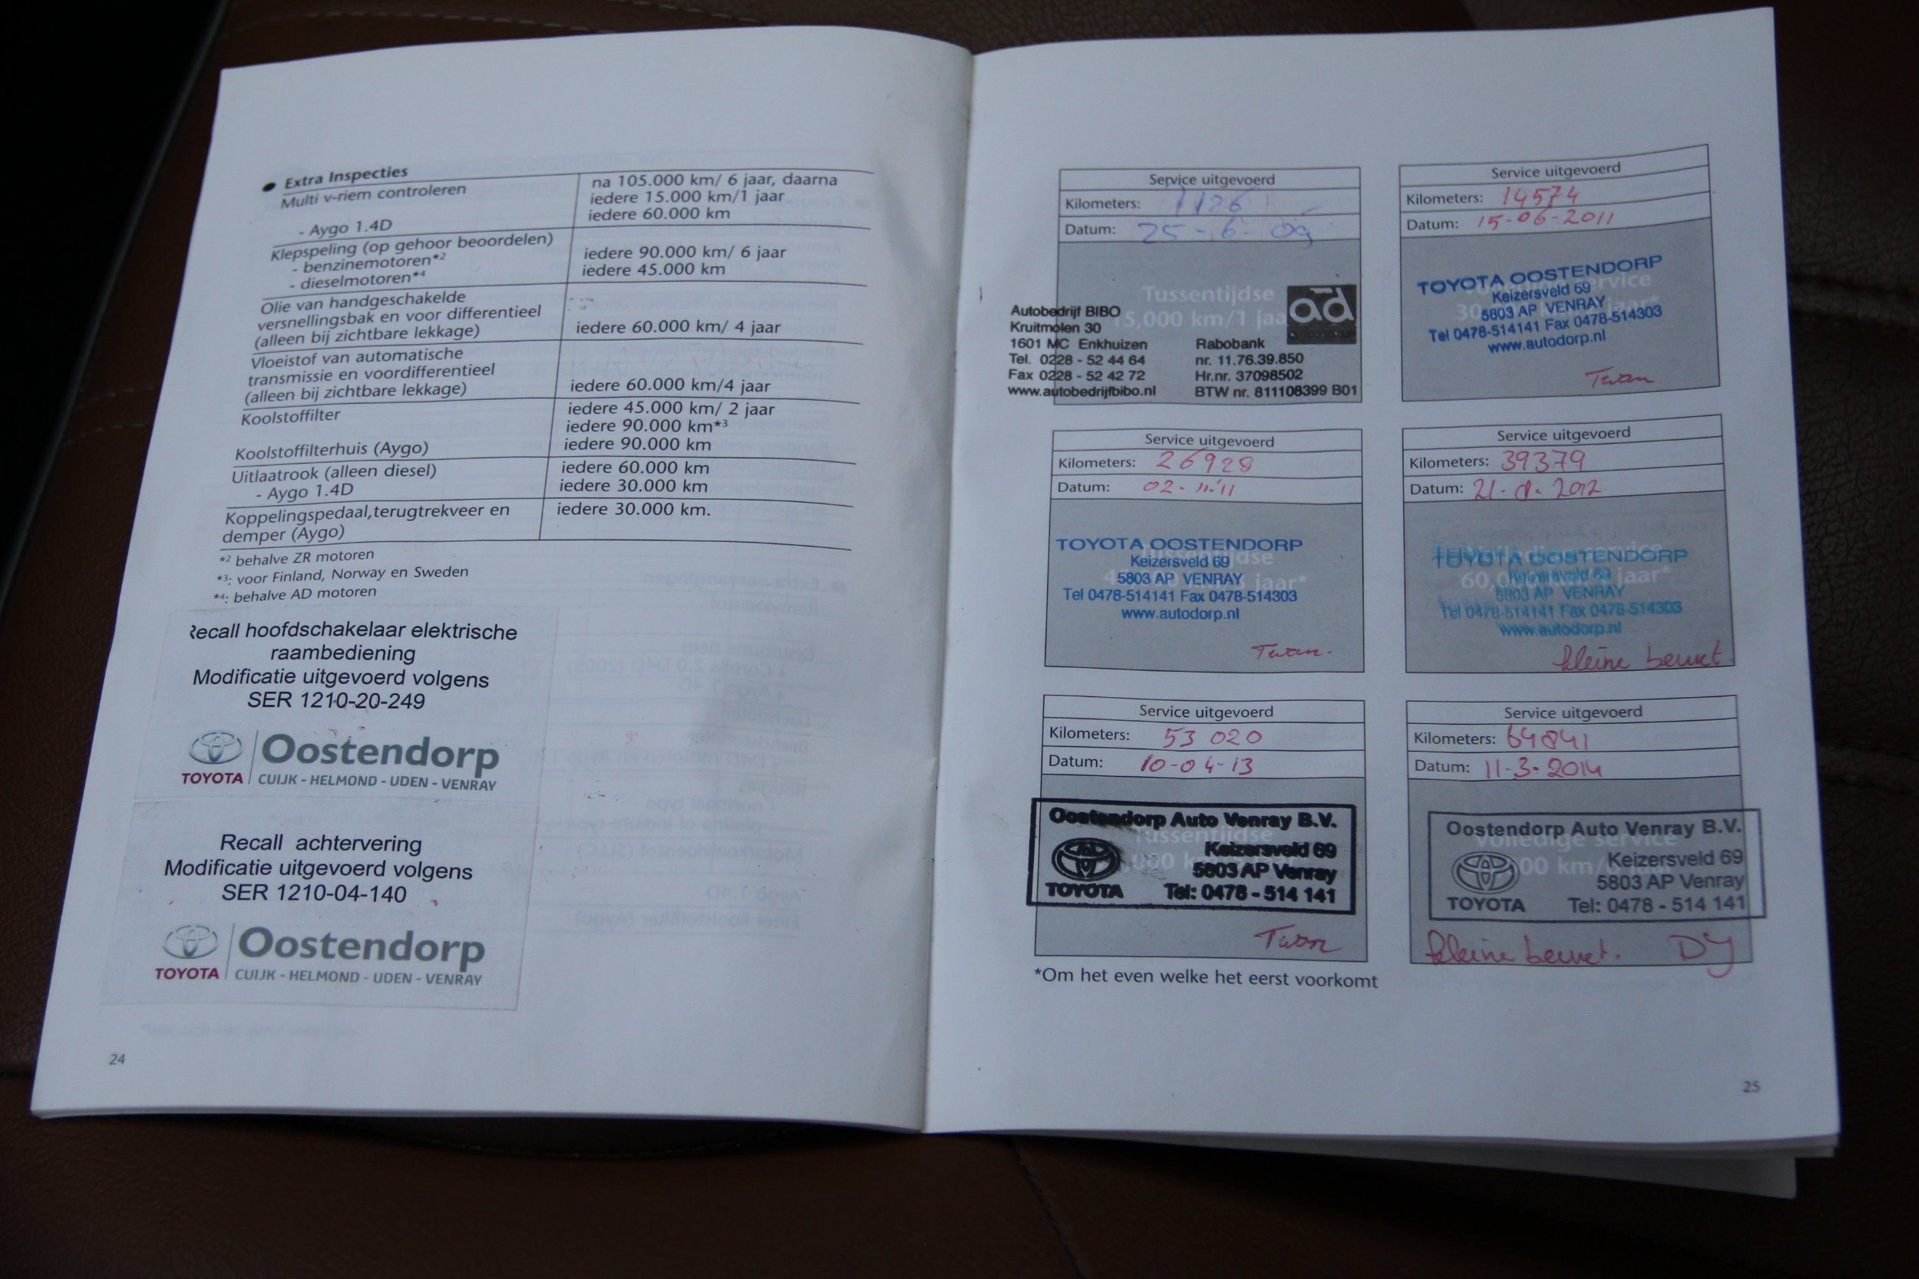 ● Extra Inspecties
Multi v-riem controleren
na 105.000 km/ 6 jaar, daarna
iedere 15.000 km/1 jaar
- Aygo 1.4D
iedere 60.000 km
Klepspeling (op gehoor beoordelen)
- benzinemotoren*2
iedere 90.000 km/ 6 jaar
- dieselmotoren*4
iedere 45.000 km
Olie van handgeschakelde
versnellingsbak en voor differentieel
(alleen bij zichtbare lekkage)
iedere 60.000 km/ 4 jaar
Vloeistof van automatische
transmissie en voordifferentieel
(alleen bij zichtbare lekkage)
iedere 60.000 km/4 jaar
Koolstoffilter
iedere 45.000 km/ 2 jaar
iedere 90.000 km*3
Koolstoffilterhuis (Aygo)
iedere 90.000 km
Uitlaatrook (alleen diesel)
iedere 60.000 km
- Aygo 1.4D
iedere 30.000 km
Koppelingspedaal,terugtrekveer en
demper (Aygo)
iedere 30.000 km.
*2 behalve ZR motoren
*3: voor Finland, Norway en Sweden
*4: behalve AD motoren
Recall hoofdschakelaar elektrische
raambediening
Modificatie uitgevoerd volgens
SER 1210-20-249
TOYOTA
Oostendorp
CUIJK - HELMOND - UDEN - VENRAY
Recall achtervering
Modificatie uitgevoerd volgens
SER 1210-04-140
TOYOTA
Oostendorp
CUIJK - HELMOND - UDEN - VENRAY
24
Service uitgevoerd
Kilometers:
Datum: 25-6-09
Tussentijdse
15,000 km/1 jaar
ad
Autobedrijf BIBO
Kruitmolen 30
1601 MC Enkhuizen
Tel. 0228 - 52 44 64
Fax 0228 - 52 42 72
www.autobedrijfbibo.nl
Rabobank
nr. 11.76.39.850
Hr.nr. 37098502
BTW nr. 811108399 B01
Service uitgevoerd
Kilometers: 14574
Datum: 15-06-2011
TOYOTA OOSTENDORP
Keizersveld 69
5803 AP VENRAY
Tel 0478-514141 Fax 0478-514303
www.autodorp.nl
Twan
Service uitgevoerd
Kilometers: 26928
Datum: 02-11-'11
Tussentijdse
TOYOTA OOSTENDORP
Keizersveld 69
5803 AP VENRAY
Tel 0478-514141 Fax 0478-514303
www.autodorp.nl
Twan.
Service uitgevoerd
Kilometers: 39379
Datum: 21-8-2012
TOYOTA OOSTENDORP
Keizersveld 69
5803 AP VENRAY
Tel 0478-514141 Fax 0478-514303
www.autodorp.nl
kleine beurt
Service uitgevoerd
Kilometers: 53020
Datum: 10-04-13
Tussentijdse
Oostendorp Auto Venray B.V.
Keizersveld 69
5803 AP Venray
TOYOTA
Tel: 0478 - 514 141
Twan
Service uitgevoerd
Kilometers: 64841
Datum: 11-3-2014
Volledige service
Oostendorp Auto Venray B.V.
Keizersveld 69
5803 AP Venray
TOYOTA
Tel: 0478 - 514 141
kleine beurt. DY
*Om het even welke het eerst voorkomt
25